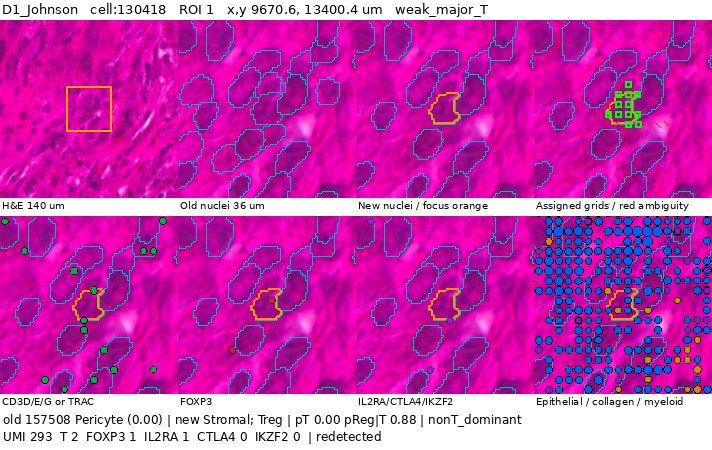 D1_Johnson   cell:130418   ROI 1   x,y 9670.6, 13400.4 um   weak_major_T
H&E 140 um
Old nuclei 36 um
New nuclei / focus orange
Assigned grids / red ambiguity
CD3D/E/G or TRAC
FOXP3
IL2RA/CTLA4/IKZF2
Epithelial / collagen / myeloid
old 157508 Pericyte (0.00) | new Stromal; Treg | pT 0.00 pReg|T 0.88 | nonT_dominant
UMI 293  T 2  FOXP3 1  IL2RA 1  CTLA4 0  IKZF2 0  | redetected